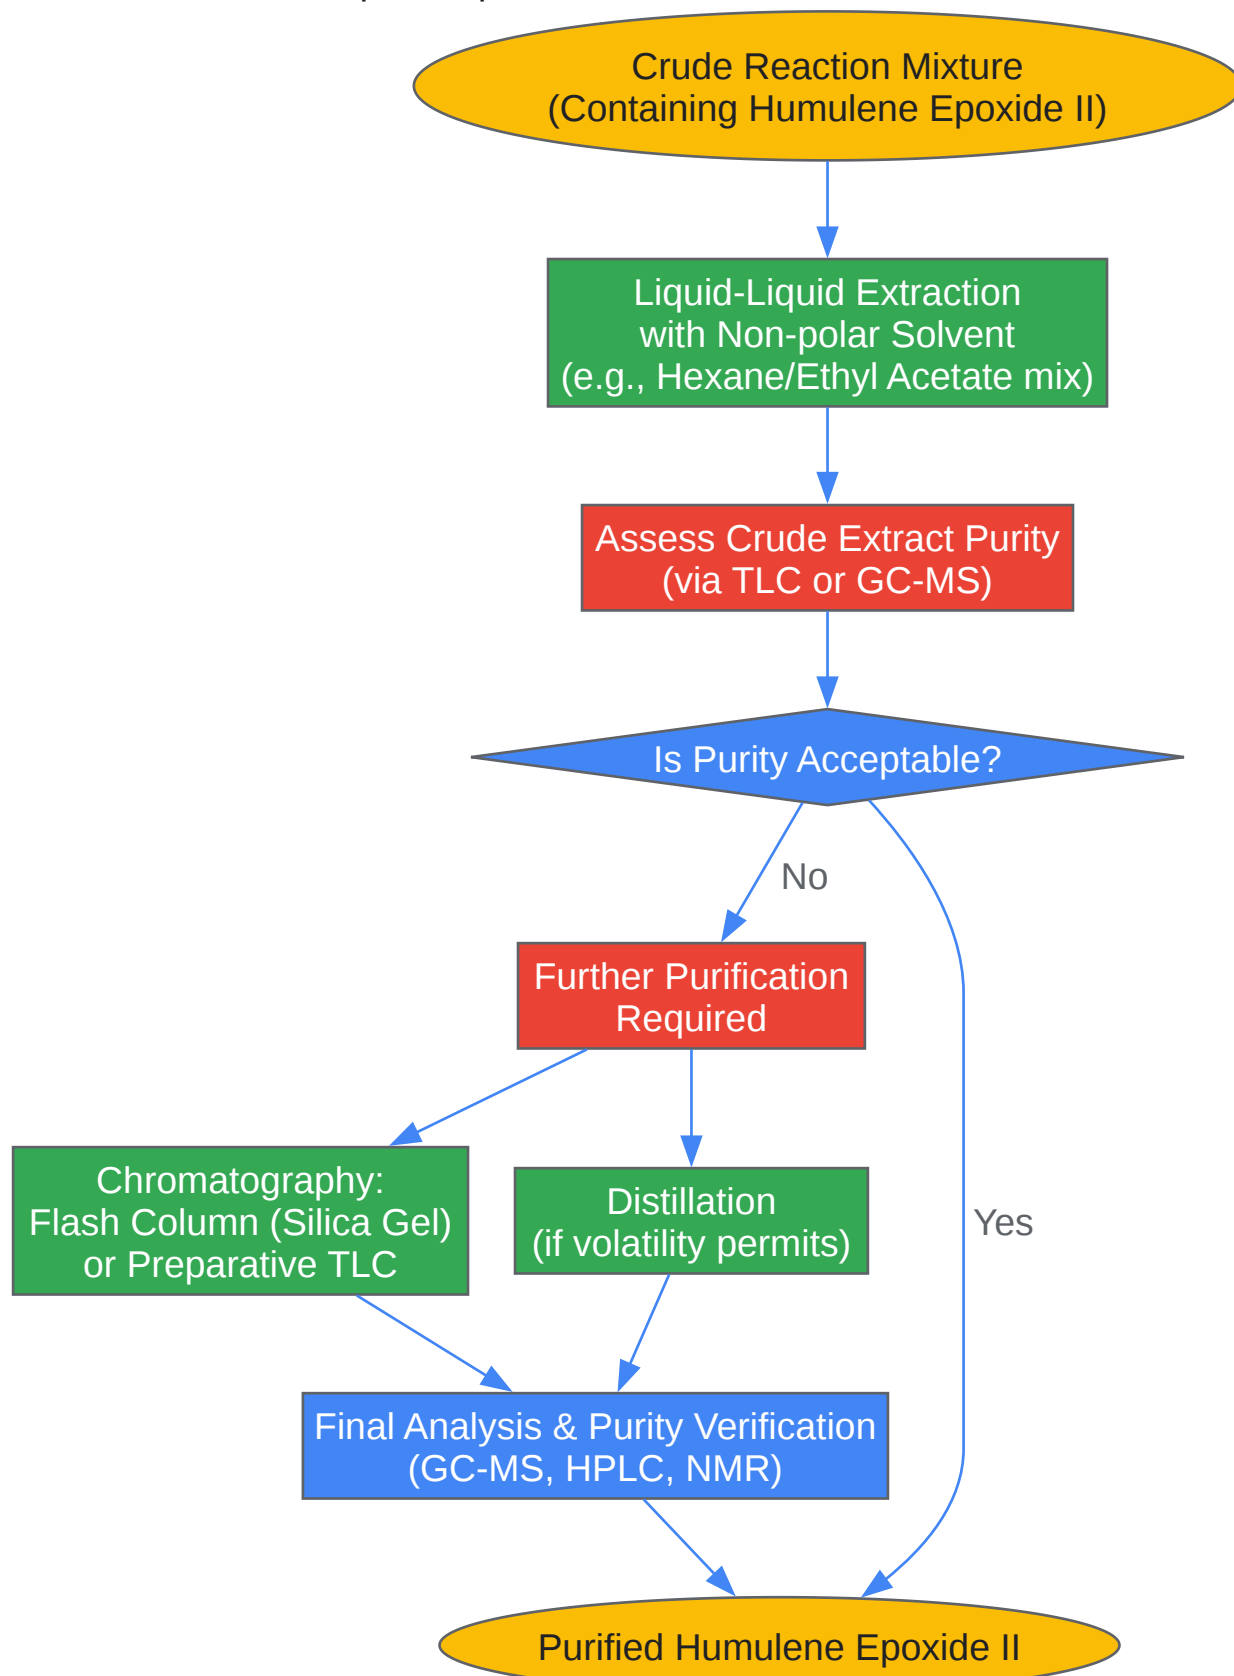 Crude Reaction Mixture
(Containing Humulene Epoxide II)
Liquid-Liquid Extraction
with Non-polar Solvent
(e.g., Hexane/Ethyl Acetate mix)
Assess Crude Extract Purity
(via TLC or GC-MS)
Is Purity Acceptable?
No
Further Purification
Required
Chromatography:
Flash Column (Silica Gel)
or Preparative TLC
Distillation
(if volatility permits)
Yes
Final Analysis & Purity Verification
(GC-MS, HPLC, NMR)
Purified Humulene Epoxide II